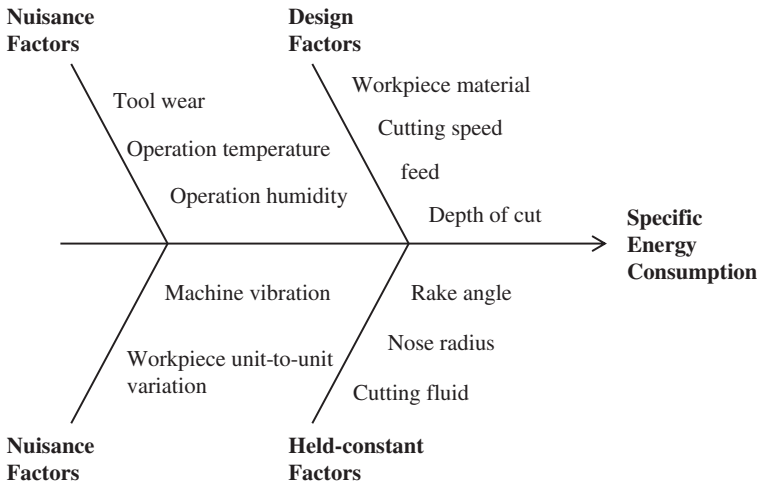 Nuisance
Factors
Design
Factors
Tool wear
Operation temperature
Operation humidity
Workpiece material
Cutting speed
feed
Depth of cut
Specific
Energy
Consumption
Machine vibration
Workpiece unit-to-unit
variation
Rake angle
Nose radius
Cutting fluid
Nuisance
Factors
Held-constant
Factors